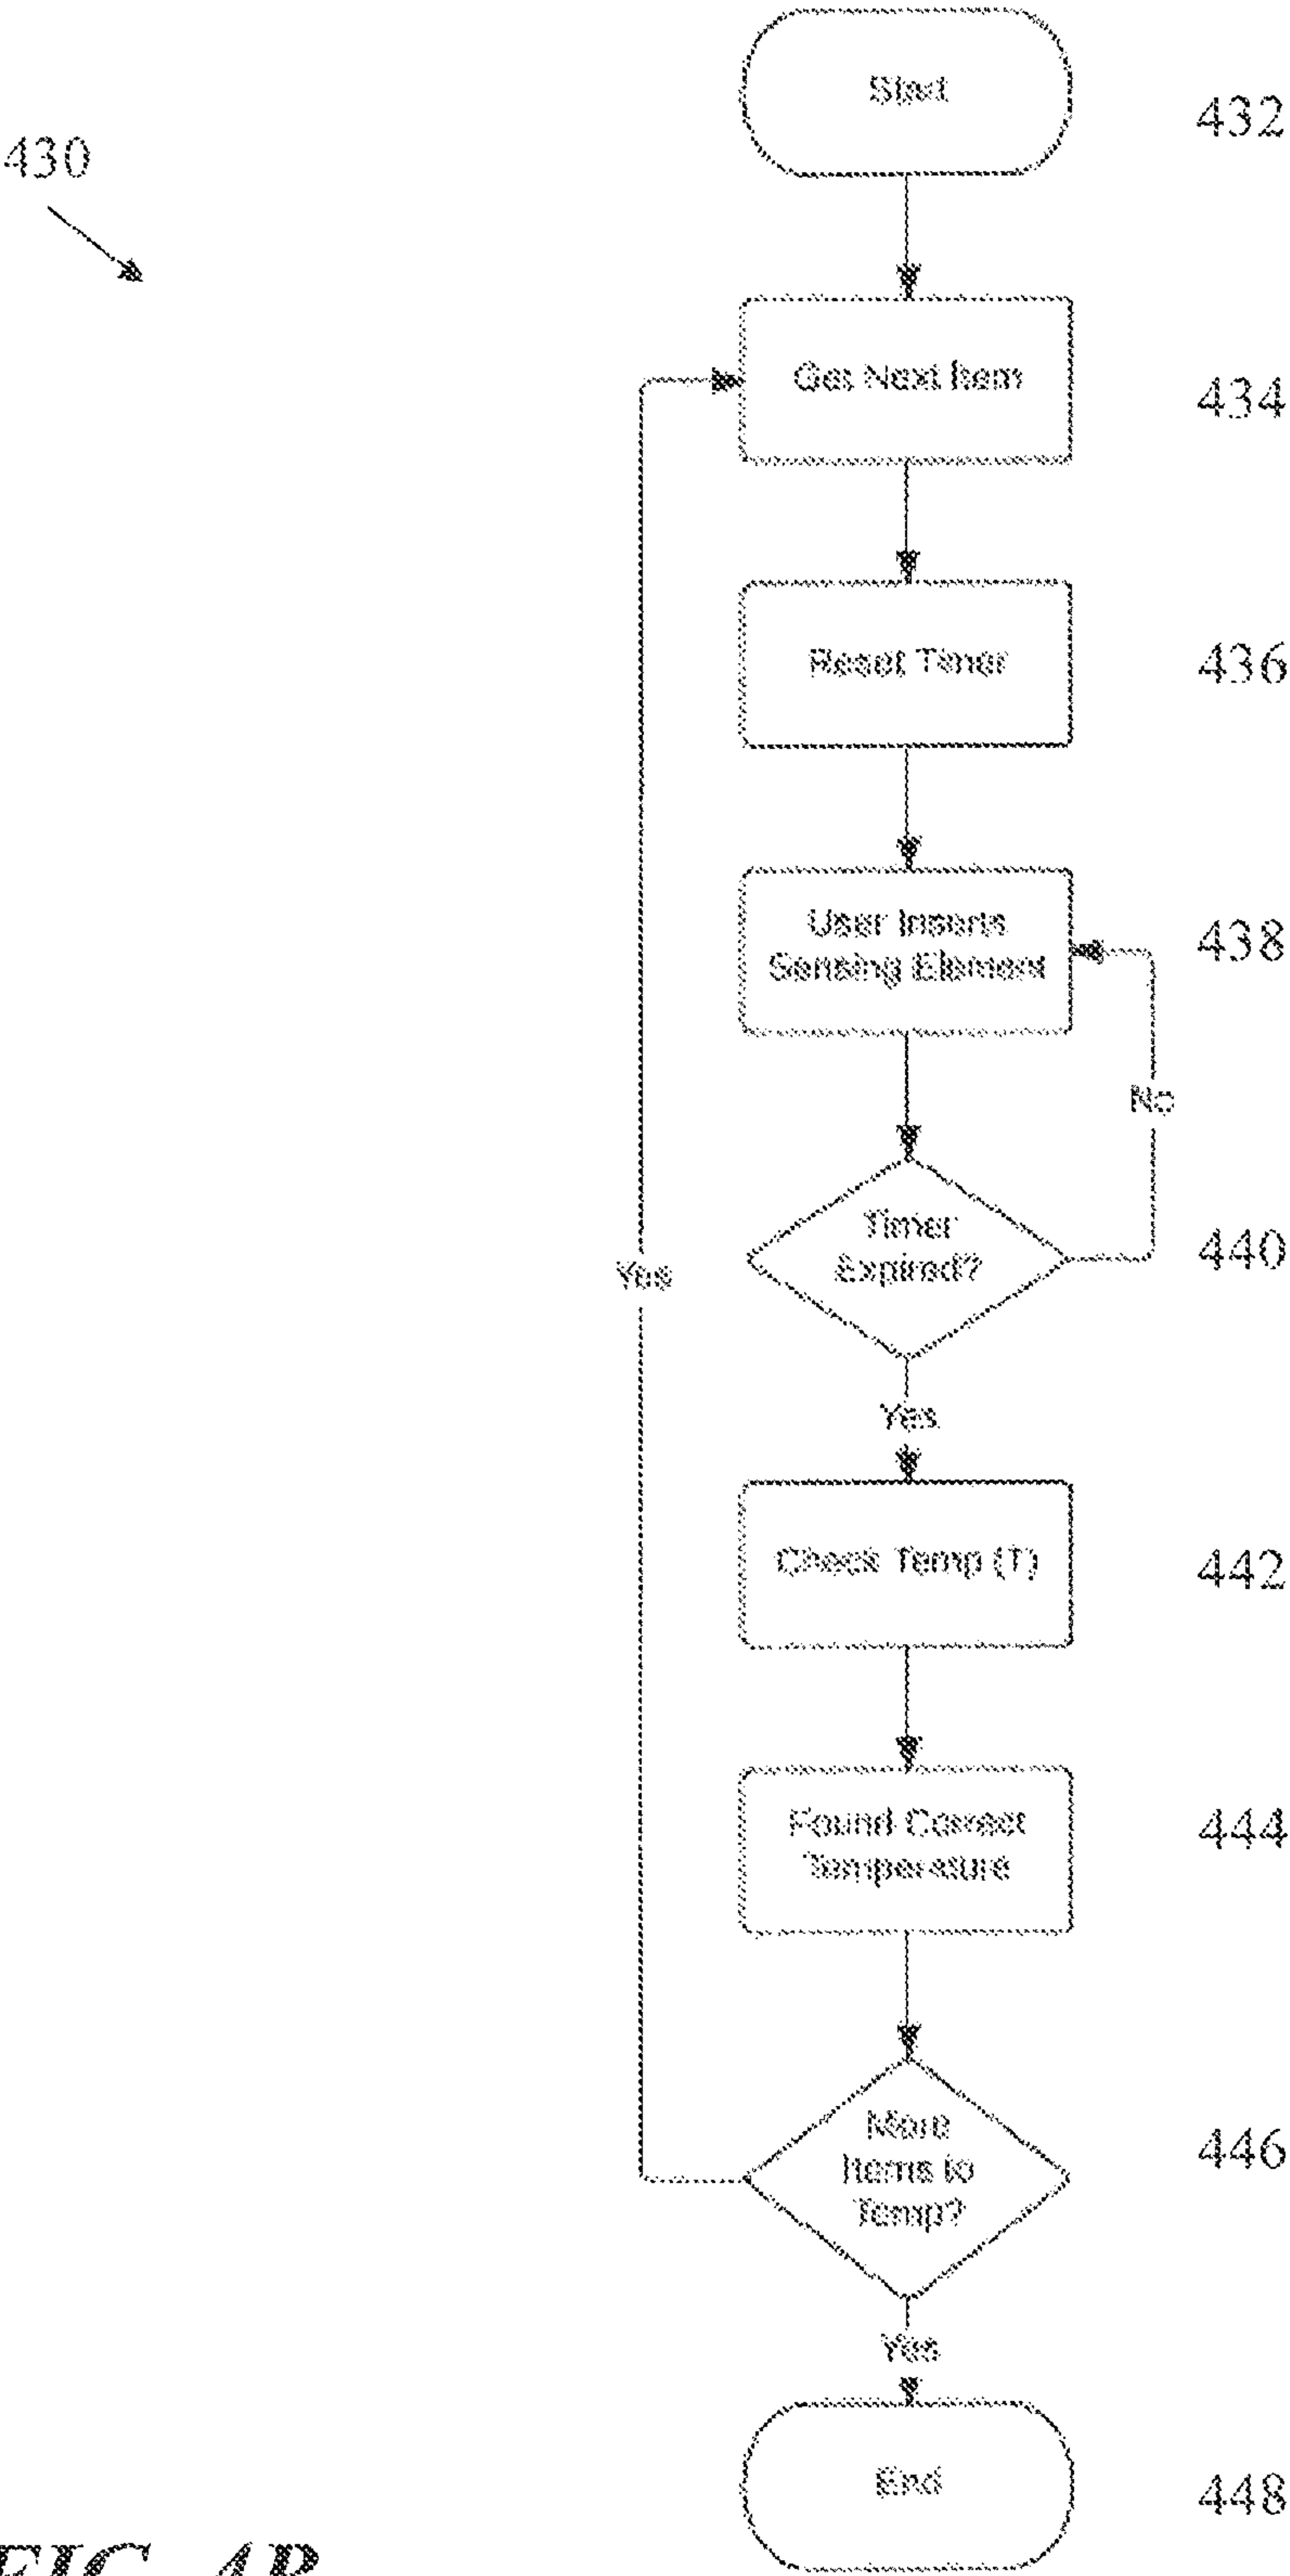 Start
432
430
Get Next Item
434
Reset Timer
436
User Inserts
Sensing Element
438
No
Timer
Expired?
440
Yes
Yes
Check Temp (T)
442
Found Correct
Temperature
444
More
Items to
Temp?
446
Yes
End
448
FIG. 4B